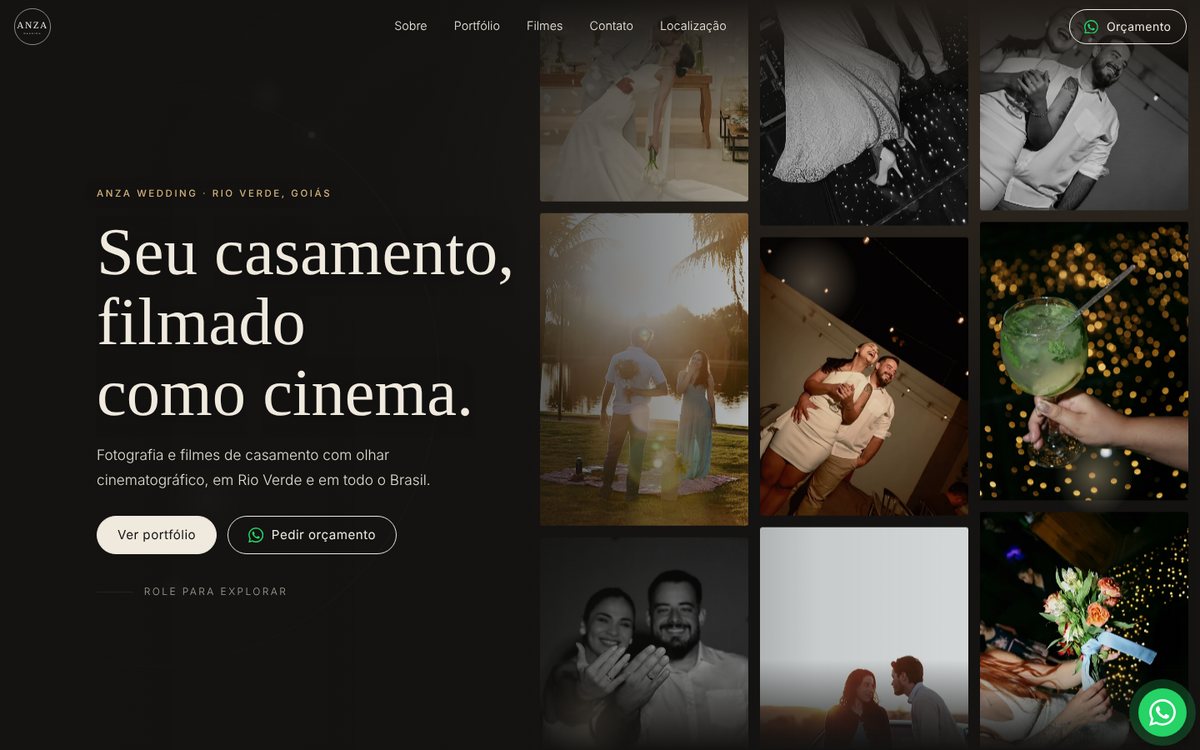 ANZA
Sobre
Portfólio
Filmes
Contato
Localização
Orçamento
ANZA WEDDING · RIO VERDE, GOIÁS
Seu casamento,
filmado
como cinema.
Fotografia e filmes de casamento com olhar
cinematográfico, em Rio Verde e em todo o Brasil.
Ver portfólio
Pedir orçamento
ROLE PARA EXPLORAR